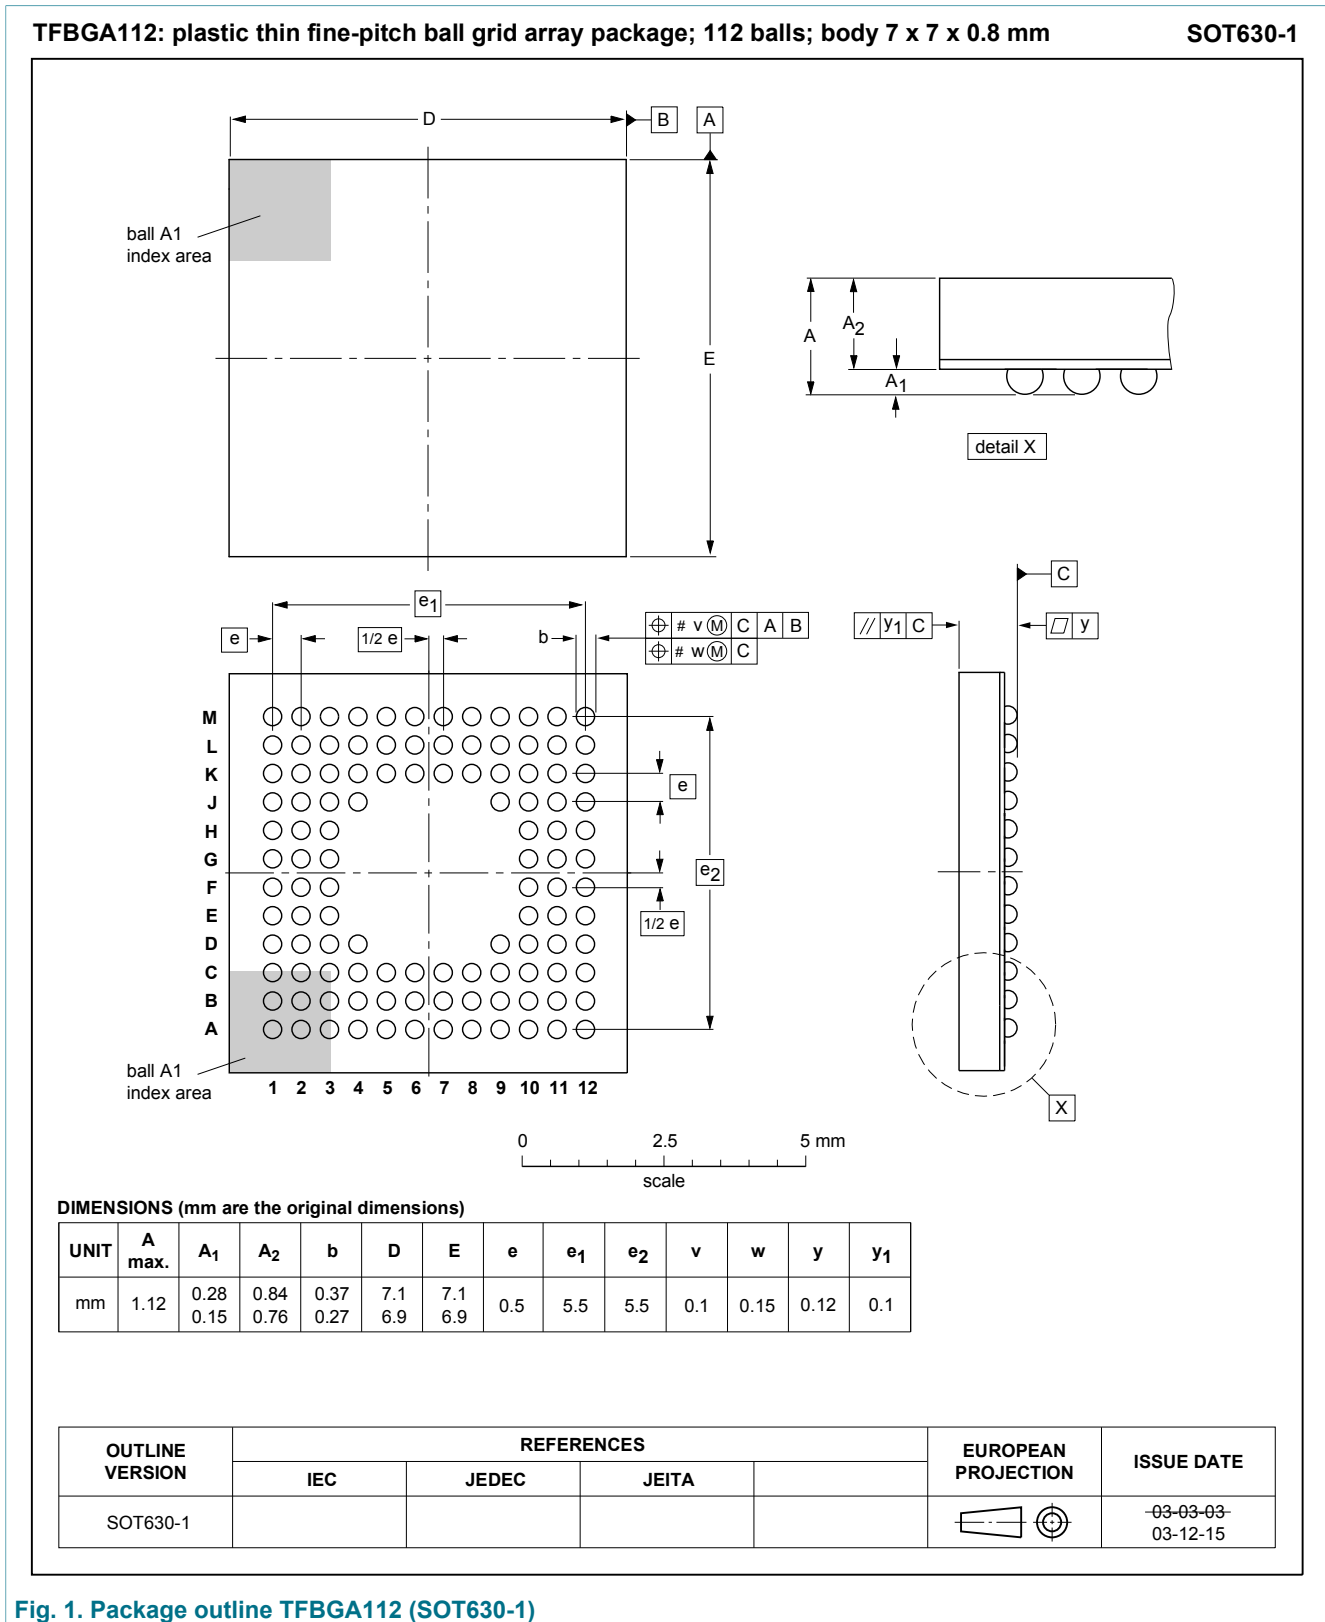 TFBGA112: plastic thin fine-pitch ball grid array package; 112 balls; body 7 x 7 x 0.8 mm SOT630-1
D
B
A
ball A1
index area
E
A
A2
A1
detail X
C
e1
e
1/2 e
b
# v M C A B
# w M C
// y1 C
y
M
L
K
J
H
G
F
E
D
C
B
A
e
e2
1/2 e
ball A1
index area
1 2 3 4 5 6 7 8 9 10 11 12
X
0 2.5 5 mm
scale
DIMENSIONS (mm are the original dimensions)
UNIT A max. A1 A2 b D E e e1 e2 v w y y1
mm 1.12 0.28 0.15 0.84 0.76 0.37 0.27 7.1 6.9 7.1 6.9 0.5 5.5 5.5 0.1 0.15 0.12 0.1
OUTLINE VERSION REFERENCES EUROPEAN PROJECTION ISSUE DATE
IEC JEDEC JEITA
SOT630-1 03-03-03
03-12-15
Fig. 1. Package outline TFBGA112 (SOT630-1)